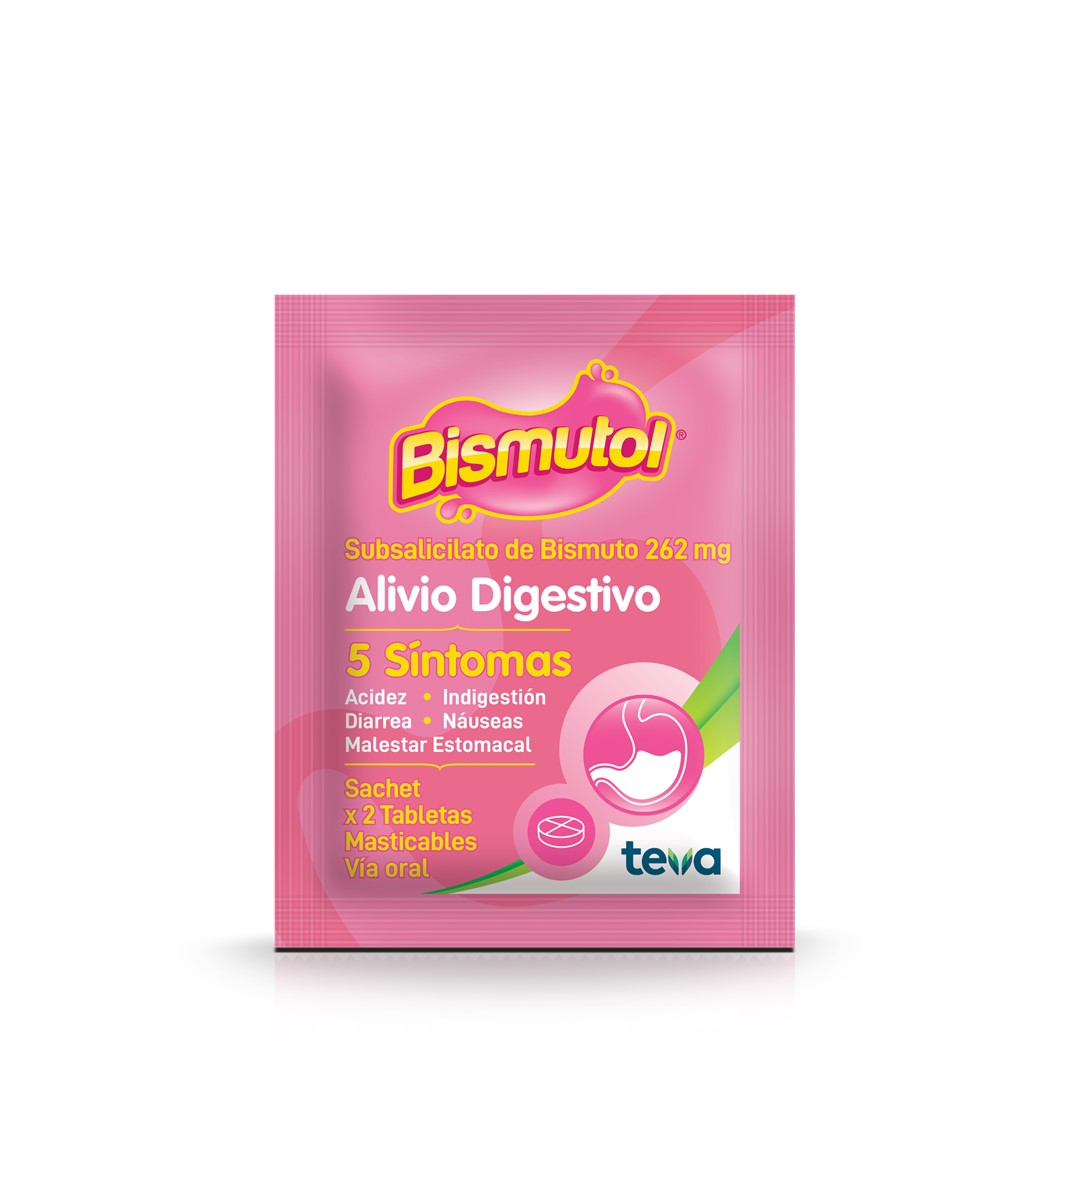 Bismutol®
Subsalicilato de Bismuto 262 mg
Alivio Digestivo
5 Síntomas
Acidez • Indigestión
Diarrea • Náuseas
Malestar Estomacal
Sachet
x 2 Tabletas
Masticables
Vía oral
teva